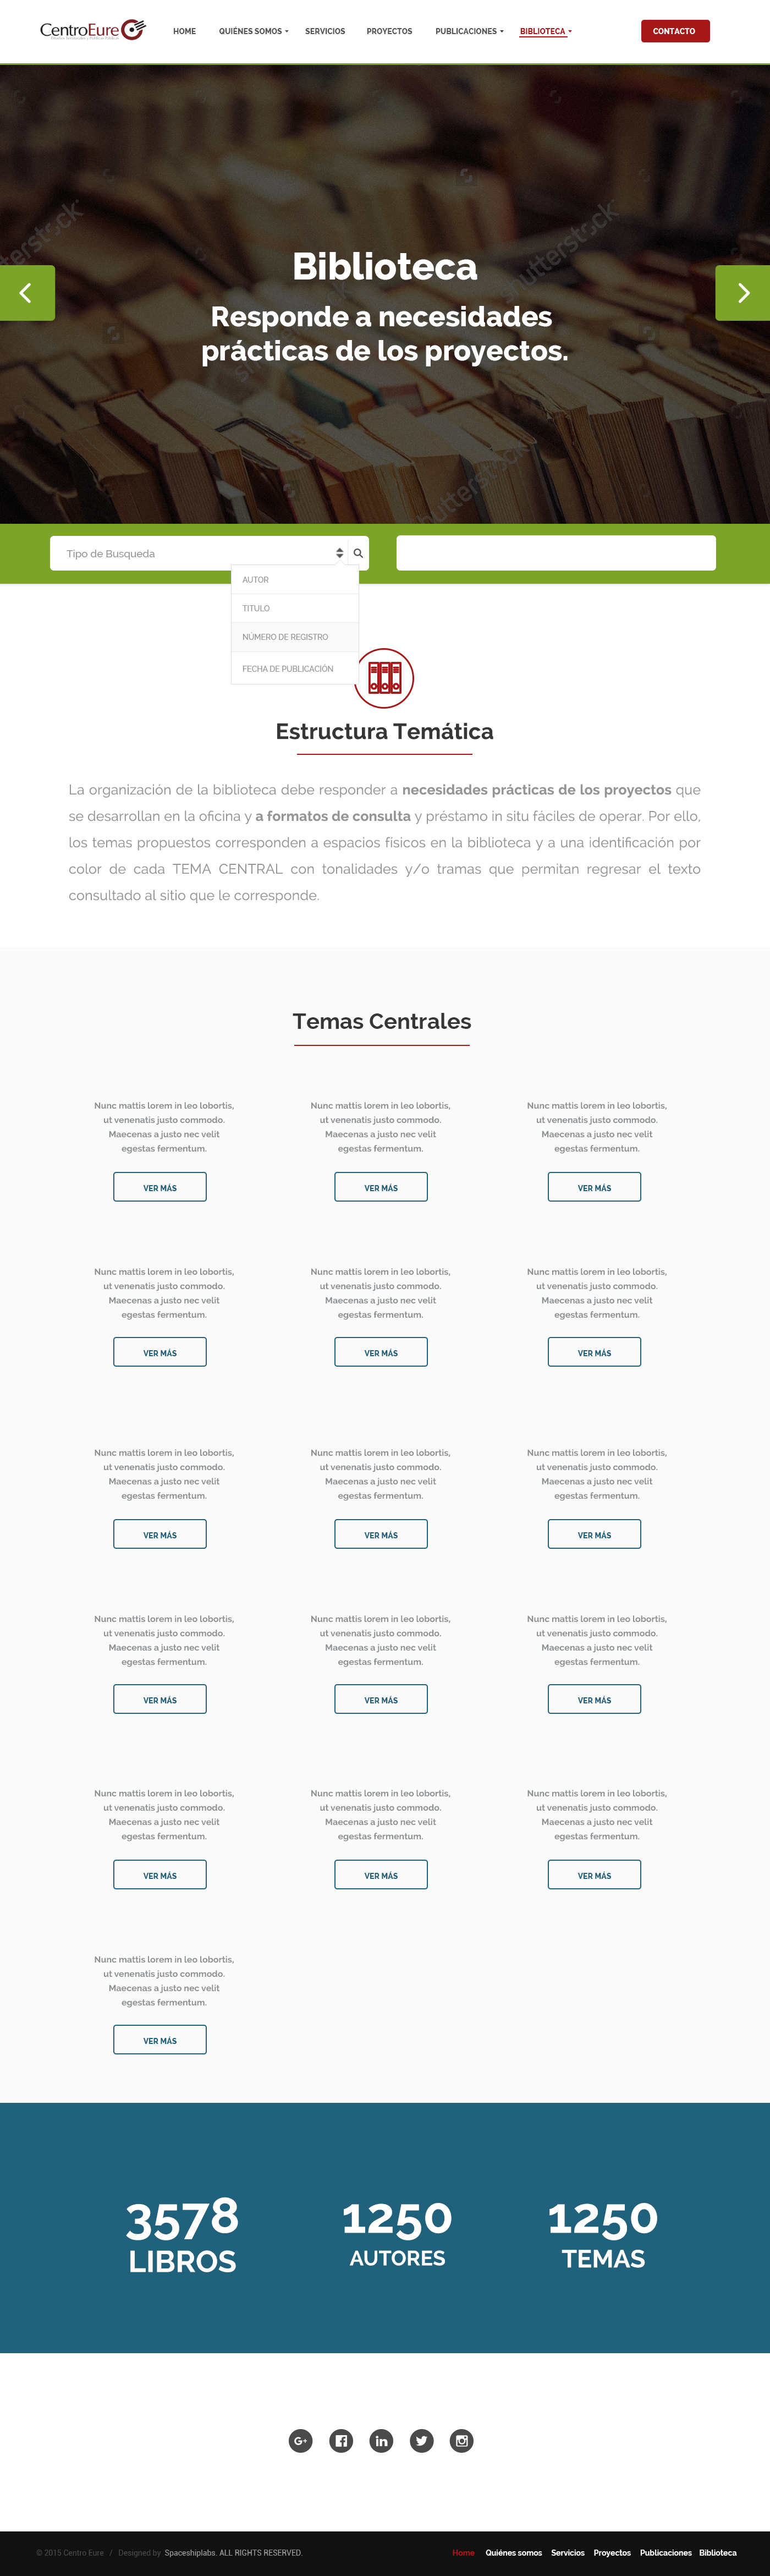 CentroEure
HOME
QUIÉNES SOMOS
SERVICIOS
PROYECTOS
PUBLICACIONES
BIBLIOTECA
CONTACTO
Biblioteca
Responde a necesidades
prácticas de los proyectos.
shutterstock
Tipo de Busqueda
AUTOR
TITULO
NÚMERO DE REGISTRO
FECHA DE PUBLICACIÓN
Estructura Temática
La organización de la biblioteca debe responder a necesidades prácticas de los proyectos que
se desarrollan en la oficina y a formatos de consulta y préstamo in situ fáciles de operar. Por ello,
los temas propuestos corresponden a espacios físicos en la biblioteca y a una identificación por
color de cada TEMA CENTRAL con tonalidades y/o tramas que permitan regresar el texto
consultado al sitio que le corresponde.
Temas Centrales
Nunc mattis lorem in leo lobortis,
ut venenatis justo commodo.
Maecenas a justo nec velit
egestas fermentum.
VER MÁS
Nunc mattis lorem in leo lobortis,
ut venenatis justo commodo.
Maecenas a justo nec velit
egestas fermentum.
VER MÁS
Nunc mattis lorem in leo lobortis,
ut venenatis justo commodo.
Maecenas a justo nec velit
egestas fermentum.
VER MÁS
Nunc mattis lorem in leo lobortis,
ut venenatis justo commodo.
Maecenas a justo nec velit
egestas fermentum.
VER MÁS
Nunc mattis lorem in leo lobortis,
ut venenatis justo commodo.
Maecenas a justo nec velit
egestas fermentum.
VER MÁS
Nunc mattis lorem in leo lobortis,
ut venenatis justo commodo.
Maecenas a justo nec velit
egestas fermentum.
VER MÁS
Nunc mattis lorem in leo lobortis,
ut venenatis justo commodo.
Maecenas a justo nec velit
egestas fermentum.
VER MÁS
Nunc mattis lorem in leo lobortis,
ut venenatis justo commodo.
Maecenas a justo nec velit
egestas fermentum.
VER MÁS
Nunc mattis lorem in leo lobortis,
ut venenatis justo commodo.
Maecenas a justo nec velit
egestas fermentum.
VER MÁS
Nunc mattis lorem in leo lobortis,
ut venenatis justo commodo.
Maecenas a justo nec velit
egestas fermentum.
VER MÁS
Nunc mattis lorem in leo lobortis,
ut venenatis justo commodo.
Maecenas a justo nec velit
egestas fermentum.
VER MÁS
Nunc mattis lorem in leo lobortis,
ut venenatis justo commodo.
Maecenas a justo nec velit
egestas fermentum.
VER MÁS
Nunc mattis lorem in leo lobortis,
ut venenatis justo commodo.
Maecenas a justo nec velit
egestas fermentum.
VER MÁS
Nunc mattis lorem in leo lobortis,
ut venenatis justo commodo.
Maecenas a justo nec velit
egestas fermentum.
VER MÁS
Nunc mattis lorem in leo lobortis,
ut venenatis justo commodo.
Maecenas a justo nec velit
egestas fermentum.
VER MÁS
Nunc mattis lorem in leo lobortis,
ut venenatis justo commodo.
Maecenas a justo nec velit
egestas fermentum.
VER MÁS
3578
LIBROS
1250
AUTORES
1250
TEMAS
© 2015 Centro Eure / Designed by Spaceshiplabs. ALL RIGHTS RESERVED.
Home Quiénes somos Servicios Proyectos Publicaciones Biblioteca